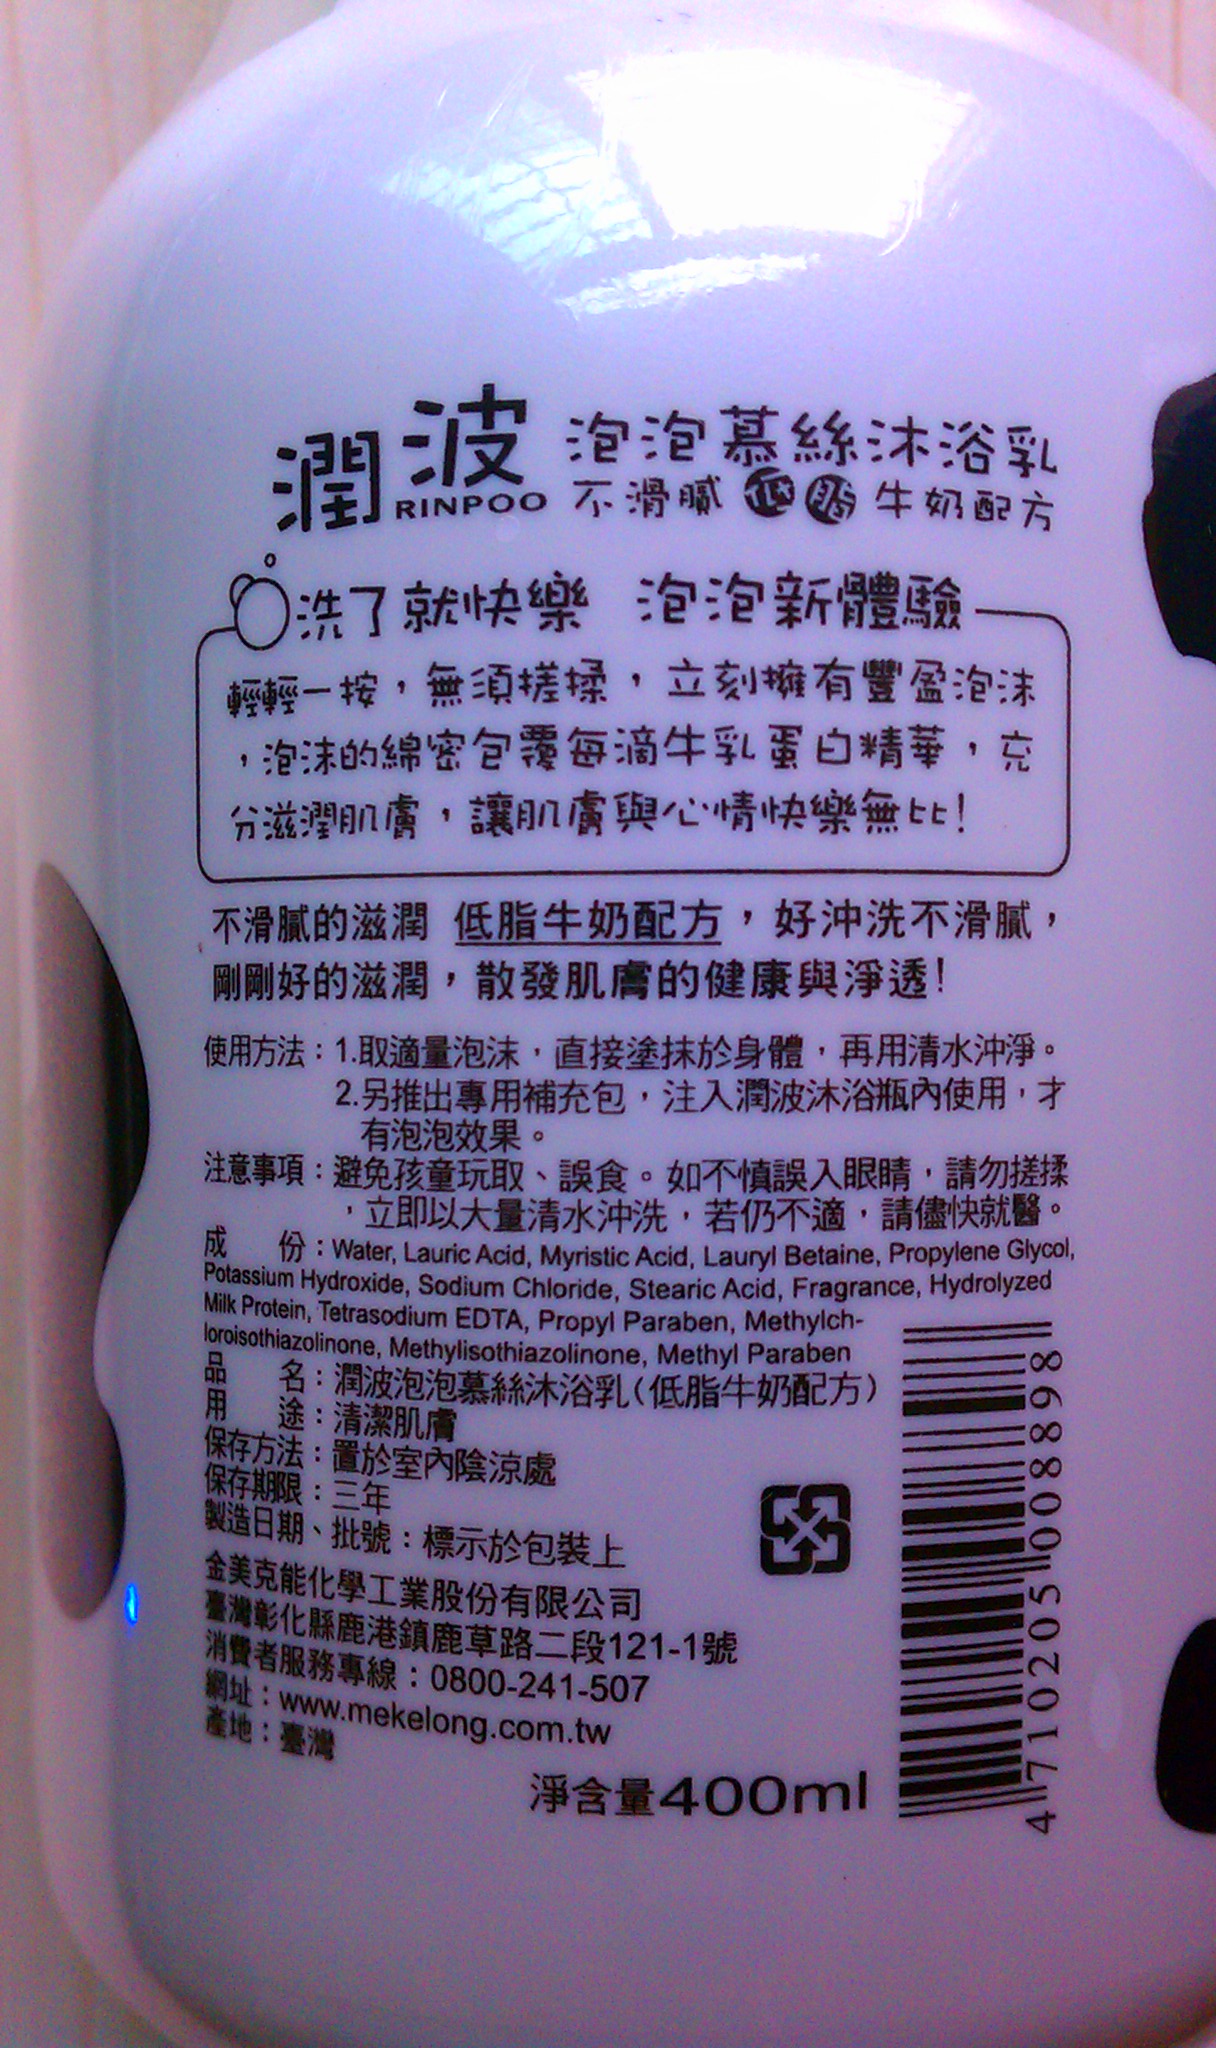 潤波 泡泡慕絲沐浴乳
RINPOO 不滑膩 低脂 牛奶配方
洗了就快樂 泡泡新體驗
輕輕一按，無須搓揉，立刻擁有豐盈泡沫
，泡沫的綿密包覆每滴牛乳蛋白精華，充
分滋潤肌膚，讓肌膚與心情快樂無比！
不滑膩的滋潤 低脂牛奶配方，好沖洗不滑膩，
剛剛好的滋潤，散發肌膚的健康與淨透！
使用方法：1.取適量泡沫，直接塗抹於身體，再用清水沖淨。
2.另推出專用補充包，注入潤波沐浴瓶內使用，才
有泡泡效果。
注意事項：避免孩童玩取、誤食。如不慎誤入眼睛，請勿搓揉
，立即以大量清水沖洗，若仍不適，請儘快就醫。
成　　份：Water, Lauric Acid, Myristic Acid, Lauryl Betaine, Propylene Glycol,
Potassium Hydroxide, Sodium Chloride, Stearic Acid, Fragrance, Hydrolyzed
Milk Protein, Tetrasodium EDTA, Propyl Paraben, Methylch-
loroisothiazolinone, Methylisothiazolinone, Methyl Paraben
品　　名：潤波泡泡慕絲沐浴乳（低脂牛奶配方）
用　　途：清潔肌膚
保存方法：置於室內陰涼處
保存期限：三年
製造日期、批號：標示於包裝上
金美克能化學工業股份有限公司
臺灣彰化縣鹿港鎮鹿草路二段121-1號
消費者服務專線：0800-241-507
網址：www.mekelong.com.tw
產地：臺灣
淨含量400ml
4 710205 008898